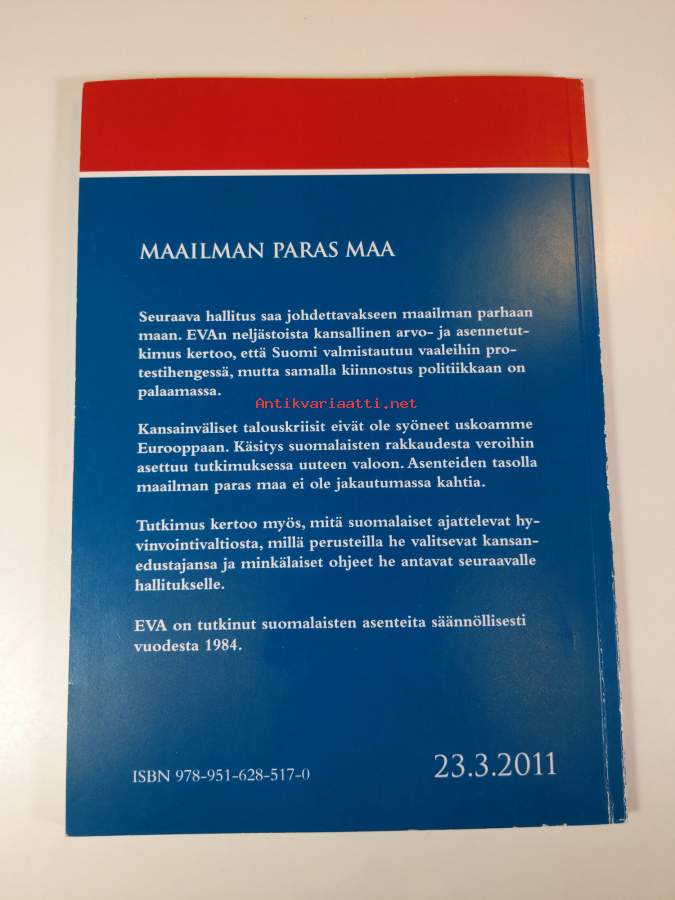 MAAILMAN PARAS MAA
Seuraava hallitus saa johdettavakseen maailman parhaan
maan. EVAn neljästoista kansallinen arvo- ja asennetut-
kimus kertoo, että Suomi valmistautuu vaaleihin pro-
testihengessä, mutta samalla kiinnostus politiikkaan on
palaamassa.
Antikvariaatti.net
Kansainväliset talouskriisit eivät ole syöneet uskoamme
Eurooppaan. Käsitys suomalaisten rakkaudesta veroihin
asettuu tutkimuksessa uuteen valoon. Asenteiden tasolla
maailman paras maa ei ole jakautumassa kahtia.
Tutkimus kertoo myös, mitä suomalaiset ajattelevat hy-
vinvointivaltiosta, millä perusteilla he valitsevat kansan-
edustajansa ja minkälaiset ohjeet he antavat seuraavalle
hallitukselle.
EVA on tutkinut suomalaisten asenteita säännöllisesti
vuodesta 1984.
ISBN 978-951-628-517-0
23.3.2011